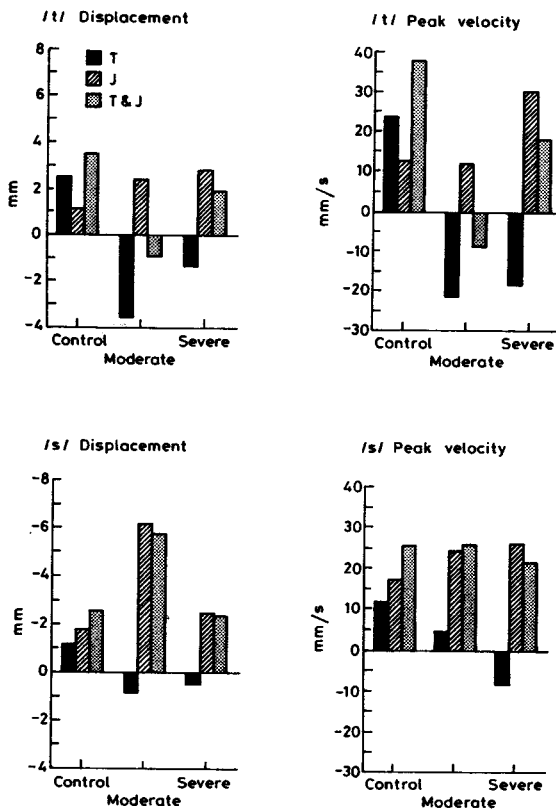 /t/ Displacement
8
6
4
2
0
-2
-4
mm
T
J
T & J
Control
Moderate
Severe
/t/ Peak velocity
40
30
20
10
0
-10
-20
-30
mm/s
Control
Moderate
Severe
/s/ Displacement
-8
-6
-4
-2
0
2
-4
mm
Control
Moderate
Severe
/s/ Peak velocity
40
30
20
10
0
-10
-20
-30
mm/s
Control
Moderate
Severe